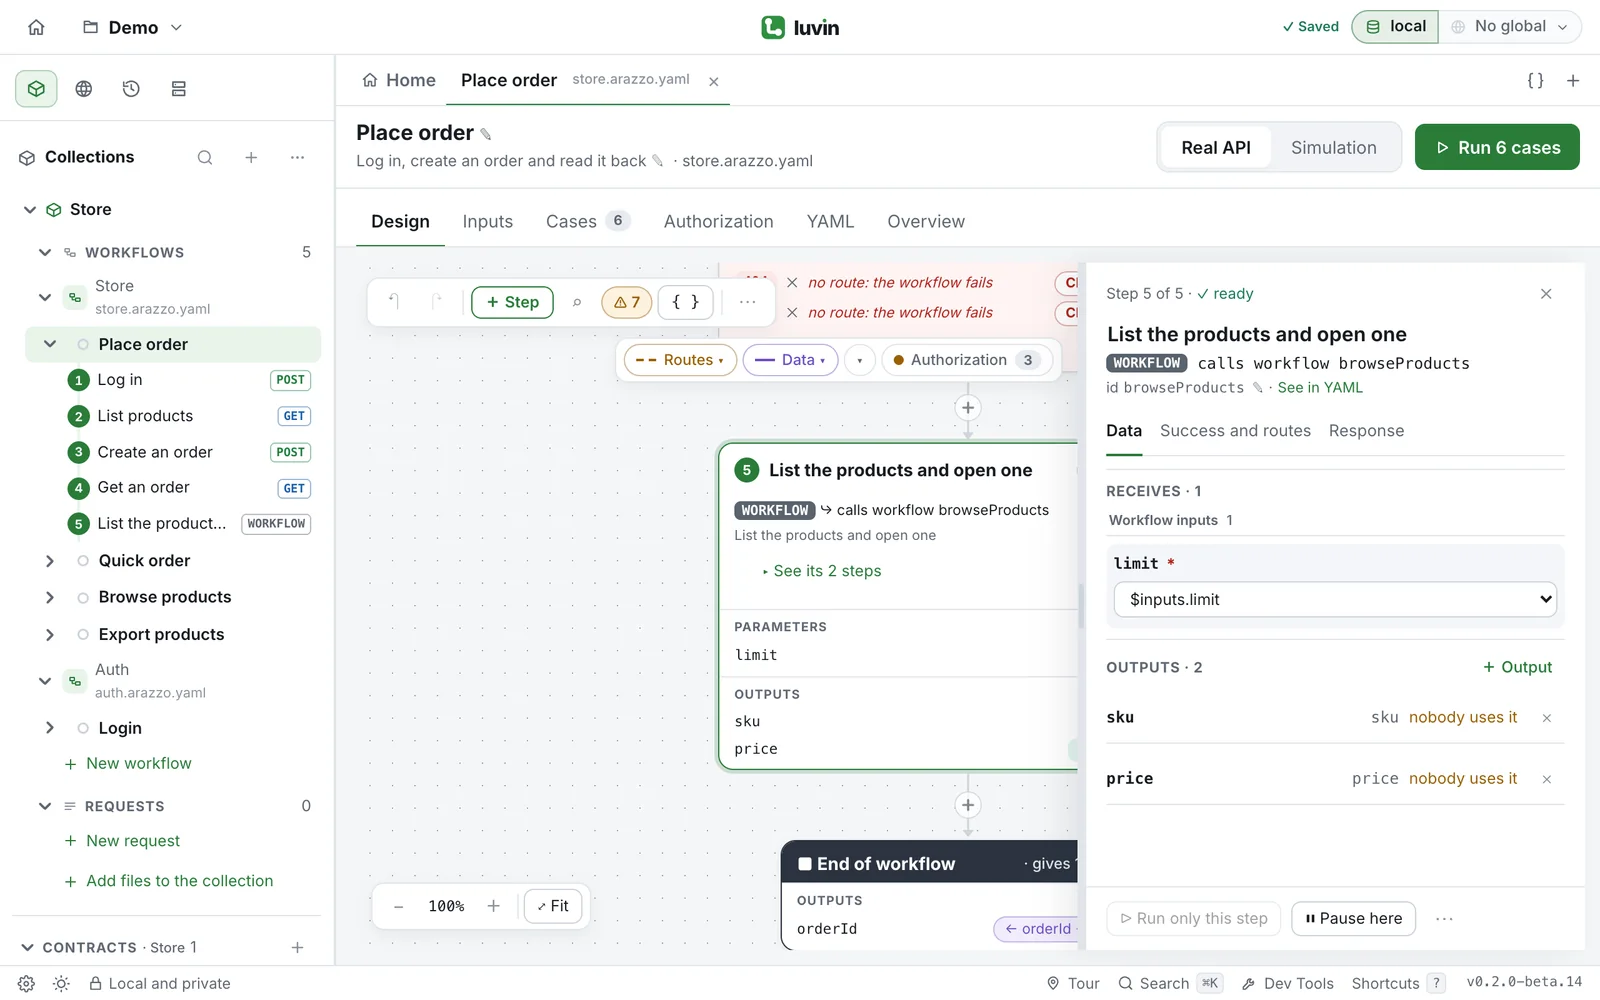 Demo
luvin
✓ Saved
local
No global
Home
Place order
store.arazzo.yaml
Place order
Log in, create an order and read it back · store.arazzo.yaml
Real API
Simulation
Run 6 cases
Design
Inputs
Cases 6
Authorization
YAML
Overview
Collections
Store
WORKFLOWS 5
Store
store.arazzo.yaml
Place order
1 Log in POST
2 List products GET
3 Create an order POST
4 Get an order GET
5 List the product... WORKFLOW
Quick order
Browse products
Export products
Auth
auth.arazzo.yaml
Login
+ New workflow
REQUESTS 0
+ New request
+ Add files to the collection
CONTRACTS · Store 1
no route: the workflow fails
no route: the workflow fails
+ Step
7
{ }
Routes
Data
Authorization 3
5 List the products and open one
WORKFLOW ↪ calls workflow browseProducts
List the products and open one
See its 2 steps
PARAMETERS
limit
OUTPUTS
sku
price
End of workflow · gives
OUTPUTS
orderId ← orderId
− 100% +
Fit
Step 5 of 5 · ✓ ready
List the products and open one
WORKFLOW calls workflow browseProducts
id browseProducts · See in YAML
Data
Success and routes
Response
RECEIVES · 1
Workflow inputs 1
limit *
$inputs.limit
OUTPUTS · 2
+ Output
sku sku nobody uses it
price price nobody uses it
Run only this step
Pause here
Local and private
Tour
Search ⌘K
Dev Tools
Shortcuts ?
v0.2.0-beta.14